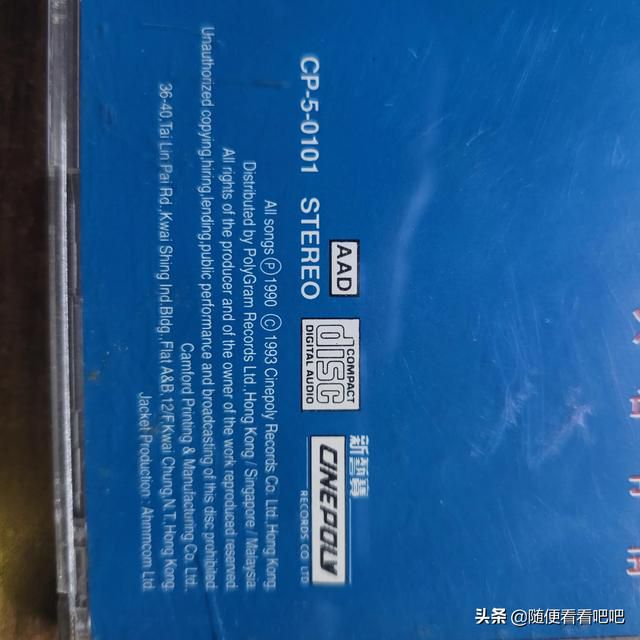 AAD
COMPACT
disc
DIGITAL AUDIO
新藝寶
CINEPOLY
RECORDS CO LTD
CP-5-0101 STEREO
All songs Ⓟ 1990 © 1993 Cinepoly Records Co. Ltd. Hong Kong
Distributed by PolyGram Records Ltd. Hong Kong / Singapore / Malaysia.
All rights of the producer and of the owner of the work reproduced reserved.
Unauthorized copying,hiring,lending,public performance and broadcasting of this disc prohibited.
Camford Printing & Manufacturing Co. Ltd.
36-40,Tai Lin Pai Rd.,Kwai Shing Ind.Bldg.,Flat A&B,12/F,Kwai Chung,N.T.,Hong Kong.
Jacket Production : Ahmmocom Ltd.
头条 @随便看看吧吧